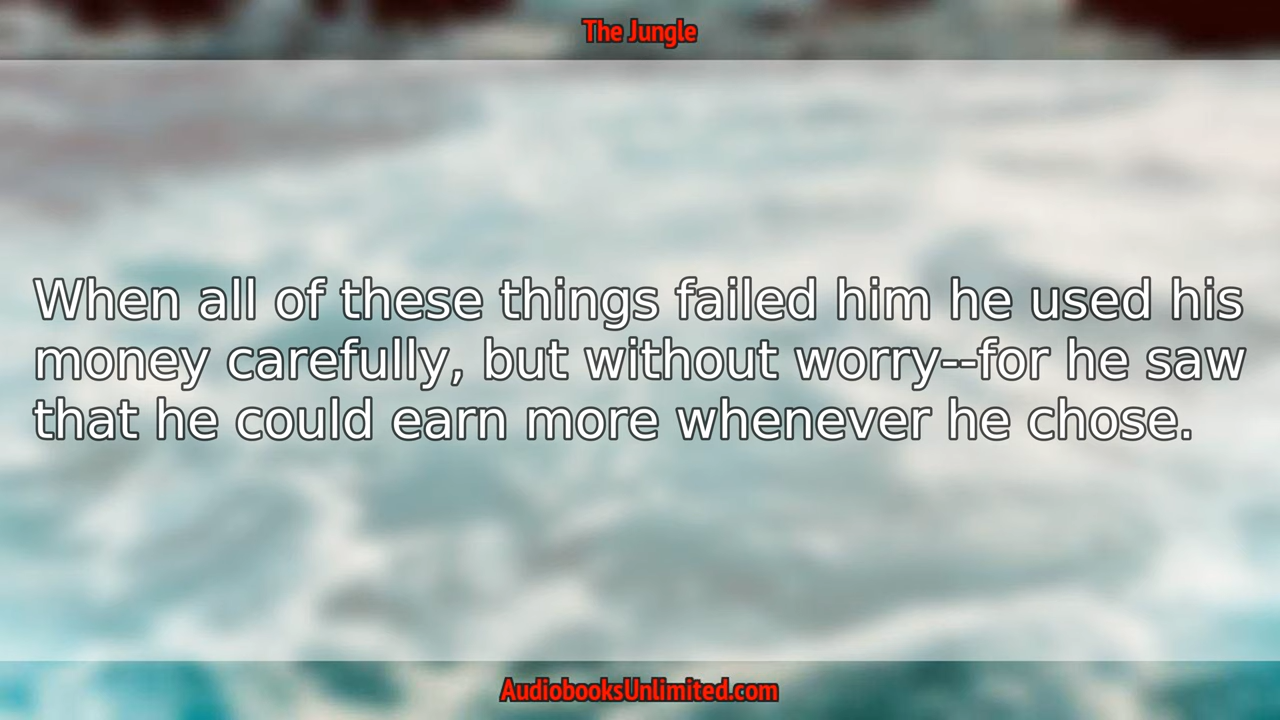 The Jungle
When all of these things failed him he used his
money carefully, but without worry--for he saw
that he could earn more whenever he chose.
AudiobooksUnlimited.com